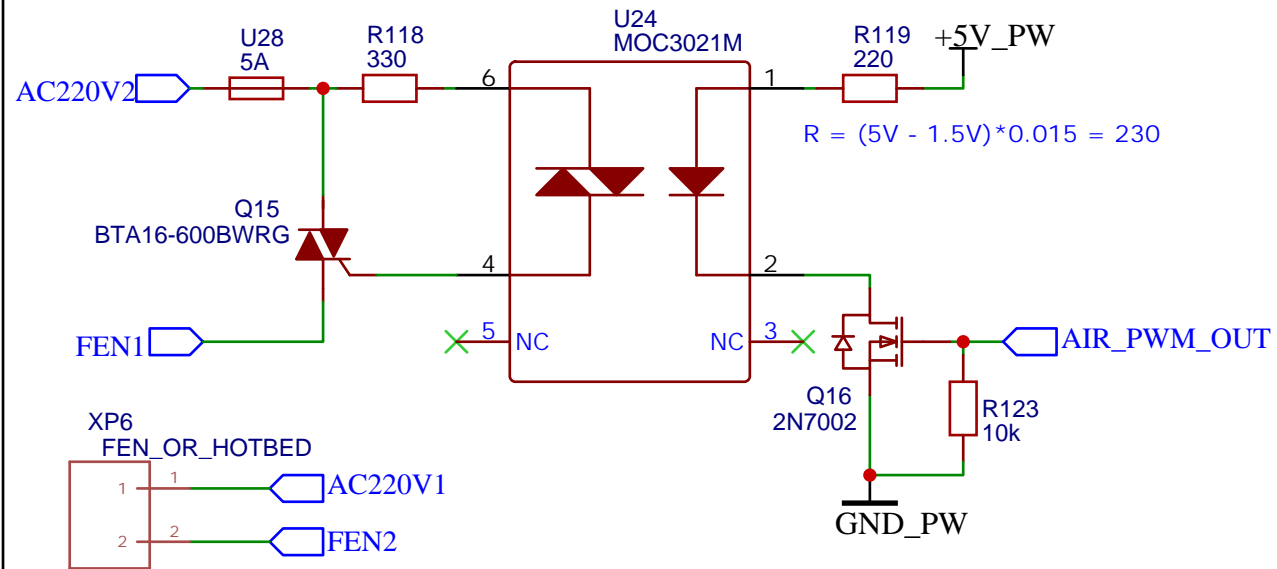 U24
MOC3021M
U28
5A
R118
330
R119
220
+5V_PW
AC220V2
6
1
R = (5V - 1.5V)*0.015 = 230
Q15
BTA16-600BWRG
4
2
FEN1
5
NC
NC
3
AIR_PWM_OUT
Q16
2N7002
R123
10k
XP6
FEN_OR_HOTBED
1
1
AC220V1
2
2
FEN2
GND_PW